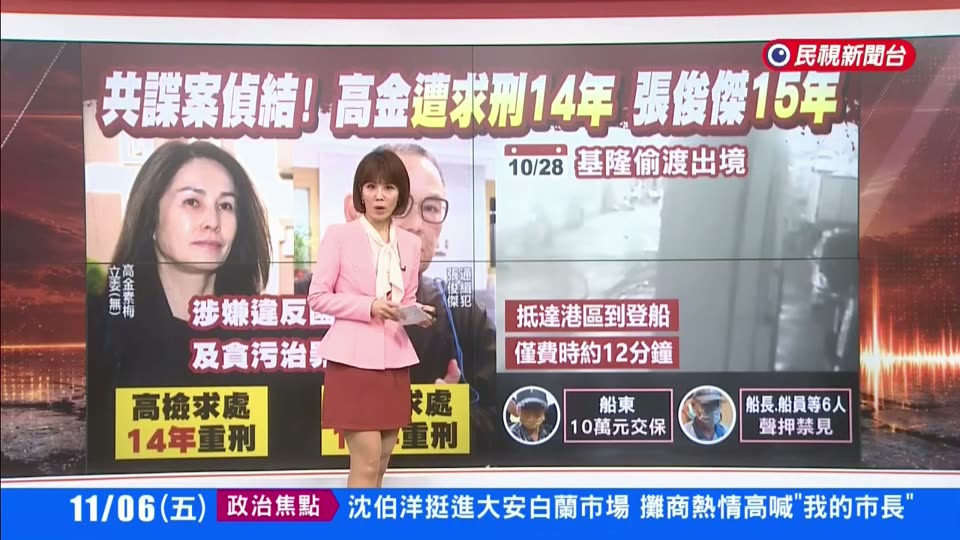 民視新聞台
共諜案偵結! 高金遭求刑14年 張俊傑15年
10/28 基隆偷渡出境
立委(無)
高金素梅
通緝犯
張俊傑
涉嫌違反
及貪污治
高檢求處
14年重刑
求處
年重刑
抵達港區到登船
僅費時約12分鐘
船東
10萬元交保
船長.船員等6人
聲押禁見
11/06(五) 政治焦點 沈伯洋挺進大安白蘭市場 攤商熱情高喊"我的市長"